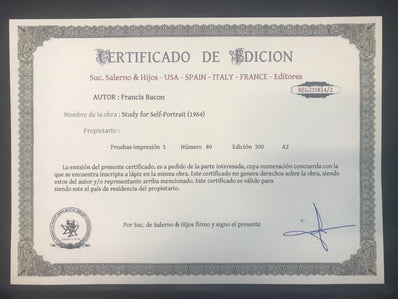 CERTIFICADO DE EDICION
Suc. Salerno & Hijos - USA - SPAIN - ITALY - FRANCE - Editores
AUTOR : Francis Bacon
Nombre de la obra : Study for Self-Portrait (1964)
Propietario :
Pruebas impresión 3 Número 89 Edición 300 A2
La emisión del presente certificado, es a pedido de la parte interesada, cuya numeración concuerda con la
que se encuentra inscripta a lápiz en la misma obra. Este certificado no genera derechos sobre la obra, siendo
estos del autor y/o representante arriba mencionado. Este certificado es válido para
siendo este el país de residencia del propietario.
Por Suc. de Salerno & Hijos firmo y signo el presente